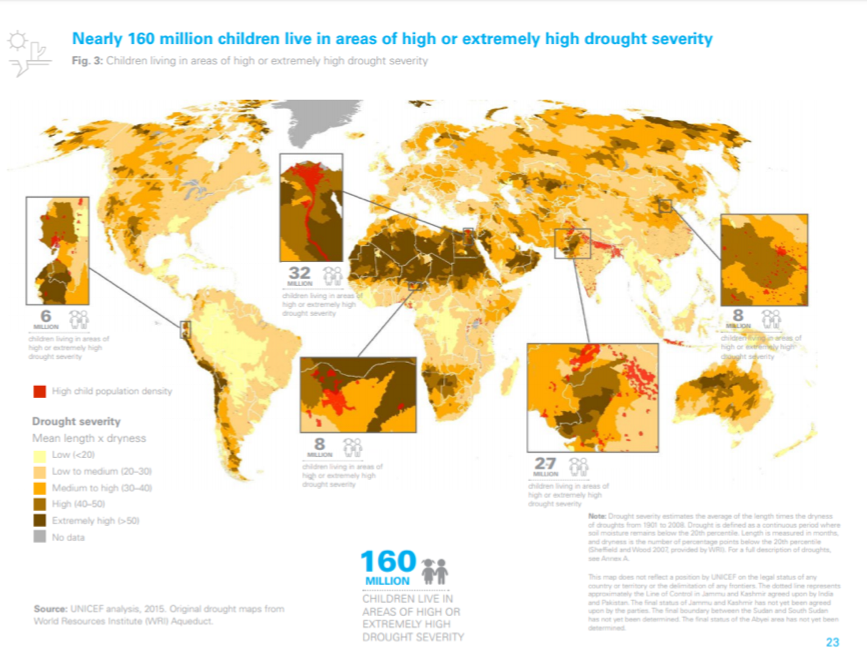 Nearly 160 million children live in areas of high or extremely high drought severity
Fig. 3: Children living in areas of high or extremely high drought severity
6
MILLION
children living in areas of
high or extremely high
drought severity
32
MILLION
children living in areas of
high or extremely high
drought severity
8
MILLION
children living in areas of
high or extremely high
drought severity
8
MILLION
children living in areas of
high or extremely high
drought severity
27
MILLION
children living in areas of
high or extremely high
drought severity
High child population density
Drought severity
Mean length x dryness
Low (<20)
Low to medium (20–30)
Medium to high (30–40)
High (40–50)
Extremely high (>50)
No data
160
MILLION
CHILDREN LIVE IN
AREAS OF HIGH OR
EXTREMELY HIGH
DROUGHT SEVERITY
Source: UNICEF analysis, 2015. Original drought maps from
World Resources Institute (WRI) Aqueduct.
Note: Drought severity estimates the average of the length times the dryness
of droughts from 1901 to 2008. Drought is defined as a continuous period where
soil moisture remains below the 20th percentile. Length is measured in months,
and dryness is the number of percentage points below the 20th percentile
(Sheffield and Wood 2007, provided by WRI). For a full description of droughts,
see Annex A.
This map does not reflect a position by UNICEF on the legal status of any
country or territory or the delimitation of any frontiers. The dotted line represents
approximately the Line of Control in Jammu and Kashmir agreed upon by India
and Pakistan. The final status of Jammu and Kashmir has not yet been agreed
upon by the parties. The final boundary between the Sudan and South Sudan
has not yet been determined. The final status of the Abyei area has not yet been
determined.
23